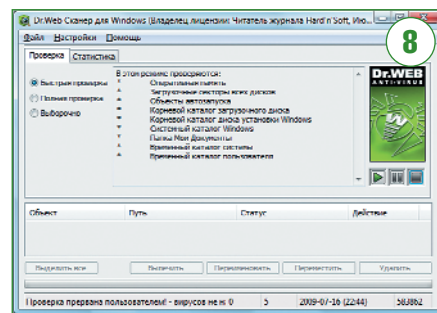 Dr.Web Сканер для Windows (Владелец лицензии: Читатель журнала Hard'n'Soft, Ию...
8
Файл Настройки Помощь
Проверка Статистика
Быстрая проверка
Полная проверка
Выборочно
В этом режиме проверяются:
* Оперативная память
* Загрузочные секторы всех дисков
* Объекты автозапуска
* Корневой каталог загрузочного диска
* Корневой каталог диска установки Windows
* Системный каталог Windows
* Папка Мои Документы
* Временный каталог системы
* Временный каталог пользователя
Dr.WEB
ANTIVIRUS
Объект Путь Статус Действие
Выделить все Вылечить Переименовать Переместить Удалить
Проверка прервана пользователем! - вирусов не н 0 5 2009-07-16 (22:44) 583862